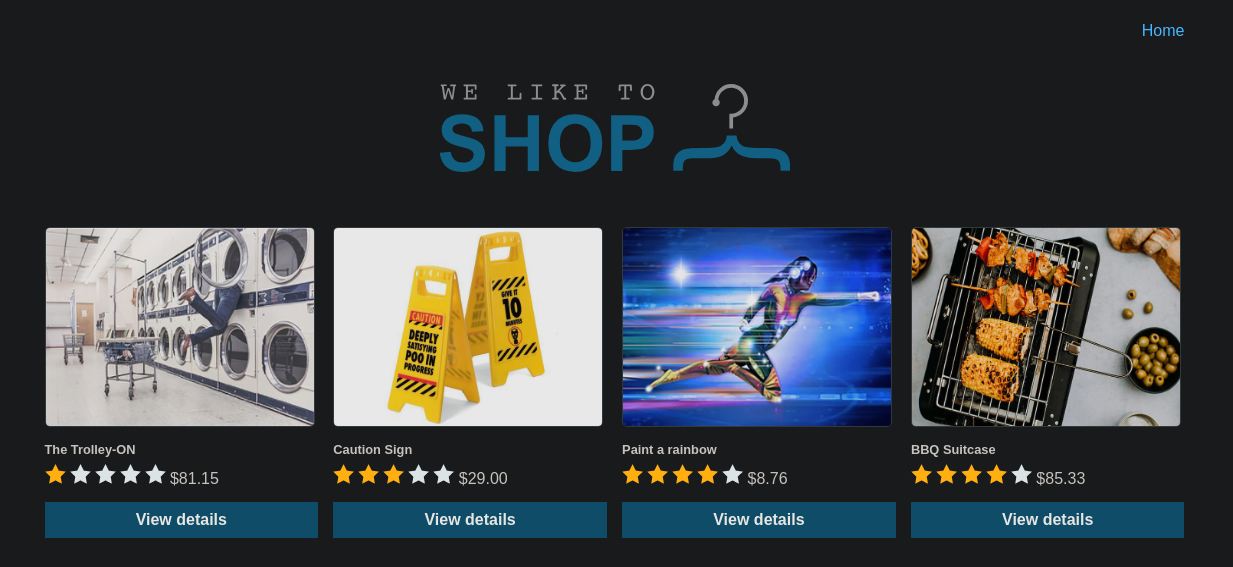 Home
WE LIKE TO
SHOP
CAUTION
DEEPLY
SATISFYING
POO IN
PROGRESS
GIVE IT
10
MINUTES
The Trolley-ON
$81.15
Caution Sign
$29.00
Paint a rainbow
$8.76
BBQ Suitcase
$85.33
View details
View details
View details
View details